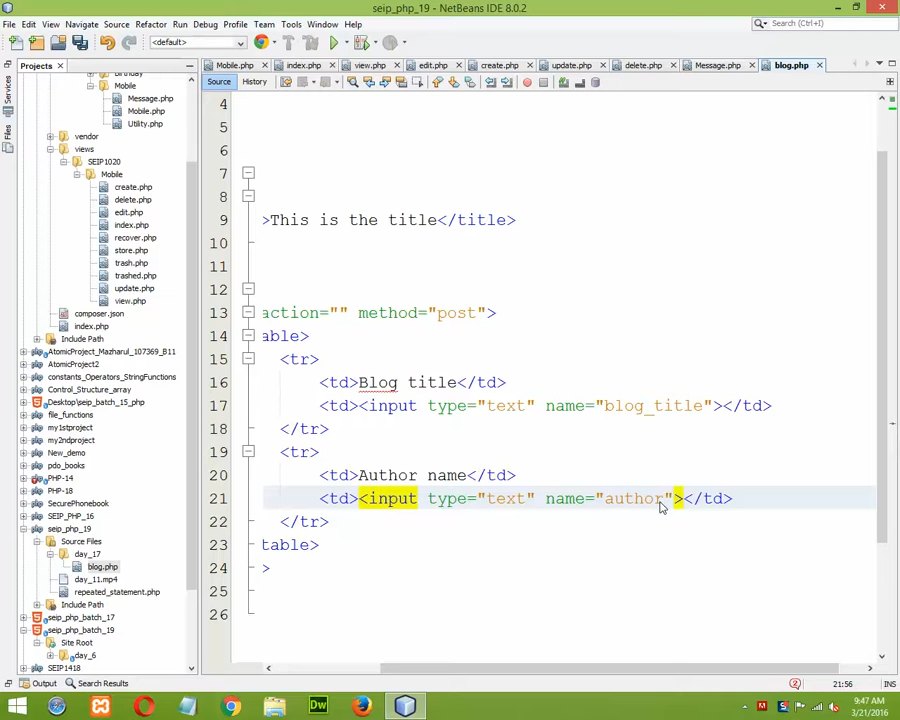 seip_php_19 - NetBeans IDE 8.0.2
File Edit View Navigate Source Refactor Run Debug Profile Team Tools Window Help
Search (Ctrl+I)
<default>
Projects
Mobile.php index.php view.php edit.php create.php update.php delete.php Message.php blog.php
Source History
Services
Files
Mobile
Message.php
Mobile.php
Utility.php
vendor
views
SEIP1020
Mobile
create.php
delete.php
edit.php
index.php
recover.php
store.php
trash.php
trashed.php
update.php
view.php
composer.json
index.php
Include Path
AtomicProject_Mazharul_107369_B11
AtomicProject2
constants_Operators_StringFunctions
Control_Structure_array
Desktop\seip_batch_15_php
file_functions
my1stproject
my2ndproject
New_demo
pdo_books
PHP-14
PHP-18
SecurePhonebook
SEIP_PHP_16
seip_php_19
Source Files
day_17
blog.php
day_11.mp4
repeated_statement.php
Include Path
seip_php_batch_17
seip_php_batch_19
Site Root
day_6
SEIP1418
4
5
6
7
8
9 >This is the title</title>
10
11
12
13 action="" method="post">
14 able>
15 <tr>
16 <td>Blog title</td>
17 <td><input type="text" name="blog_title"></td>
18 </tr>
19 <tr>
20 <td>Author name</td>
21 <td><input type="text" name="author"></td>
22 </tr>
23 table>
24 >
25
26
Output Search Results
2 21:56 INS
Dw
9:47 AM
3/21/2016